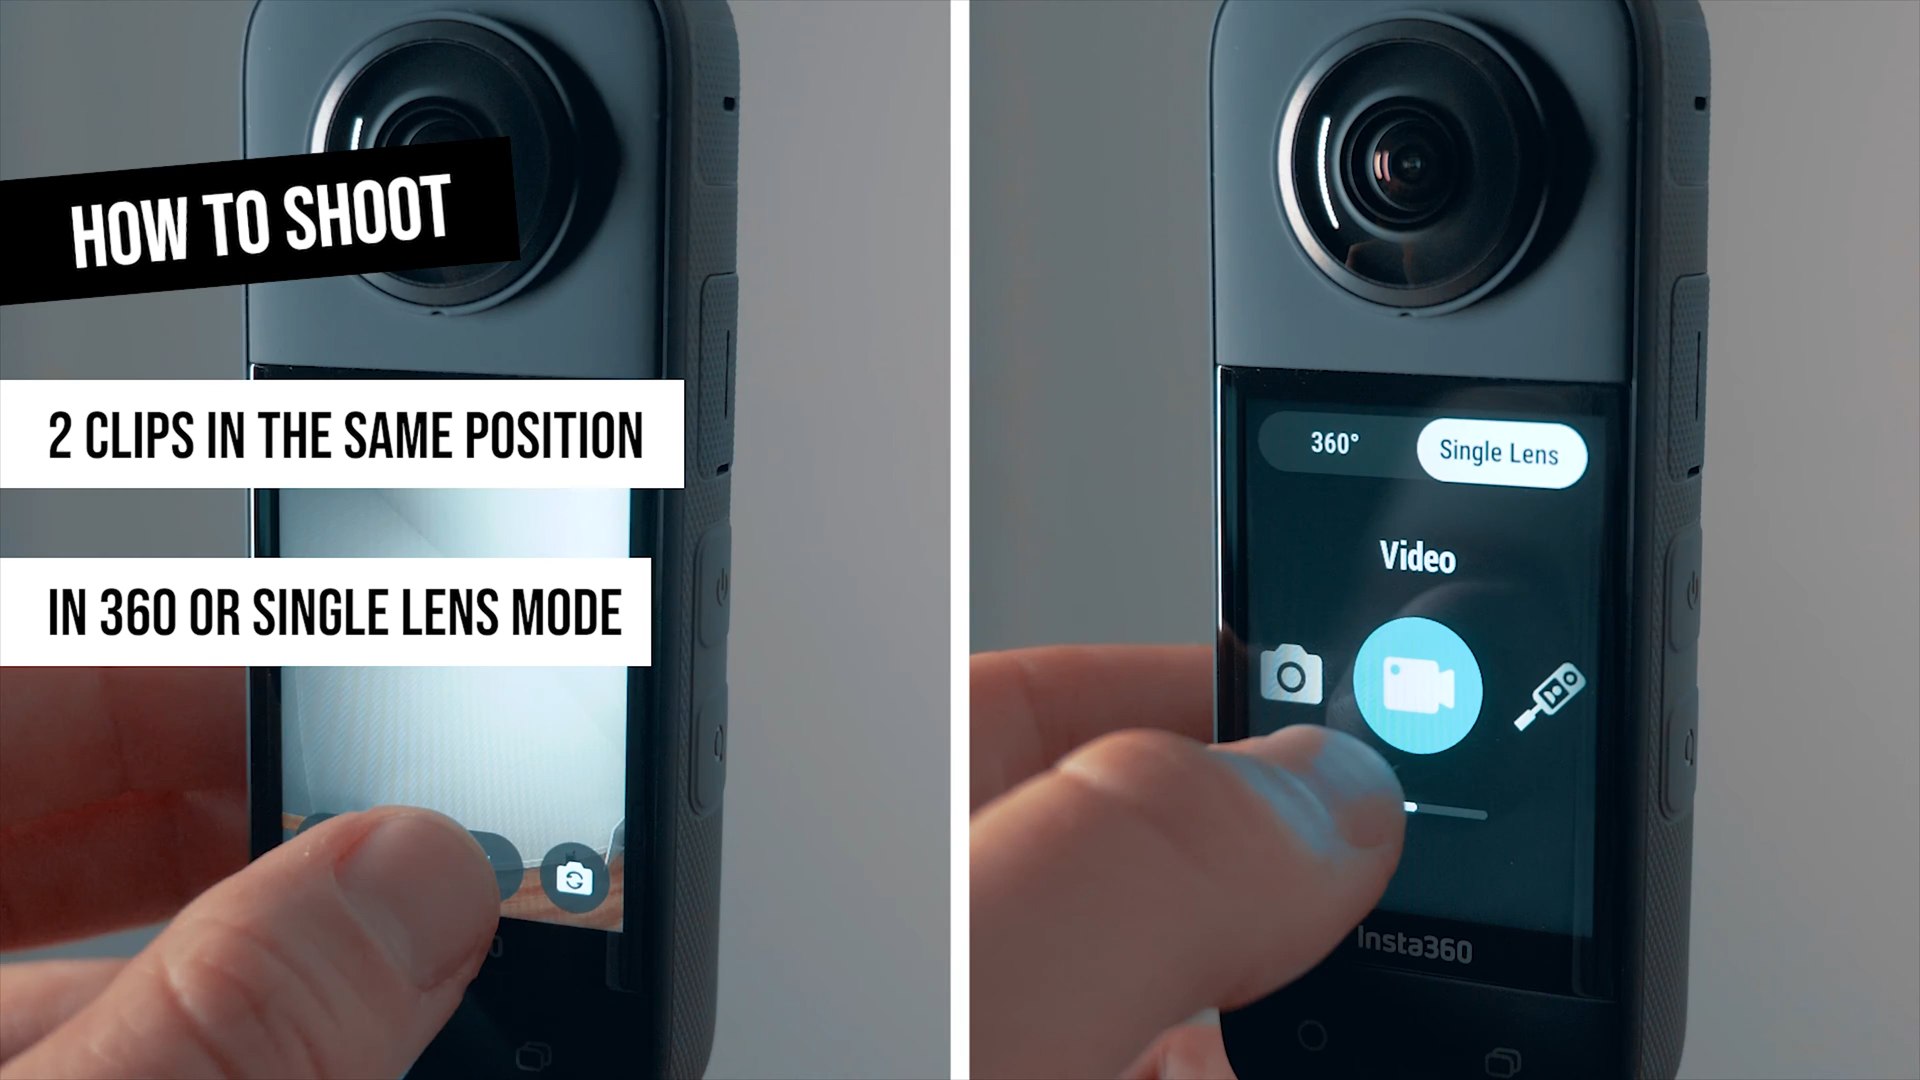 HOW TO SHOOT
2 CLIPS IN THE SAME POSITION
IN 360 OR SINGLE LENS MODE
360° Single Lens
Video
Insta360